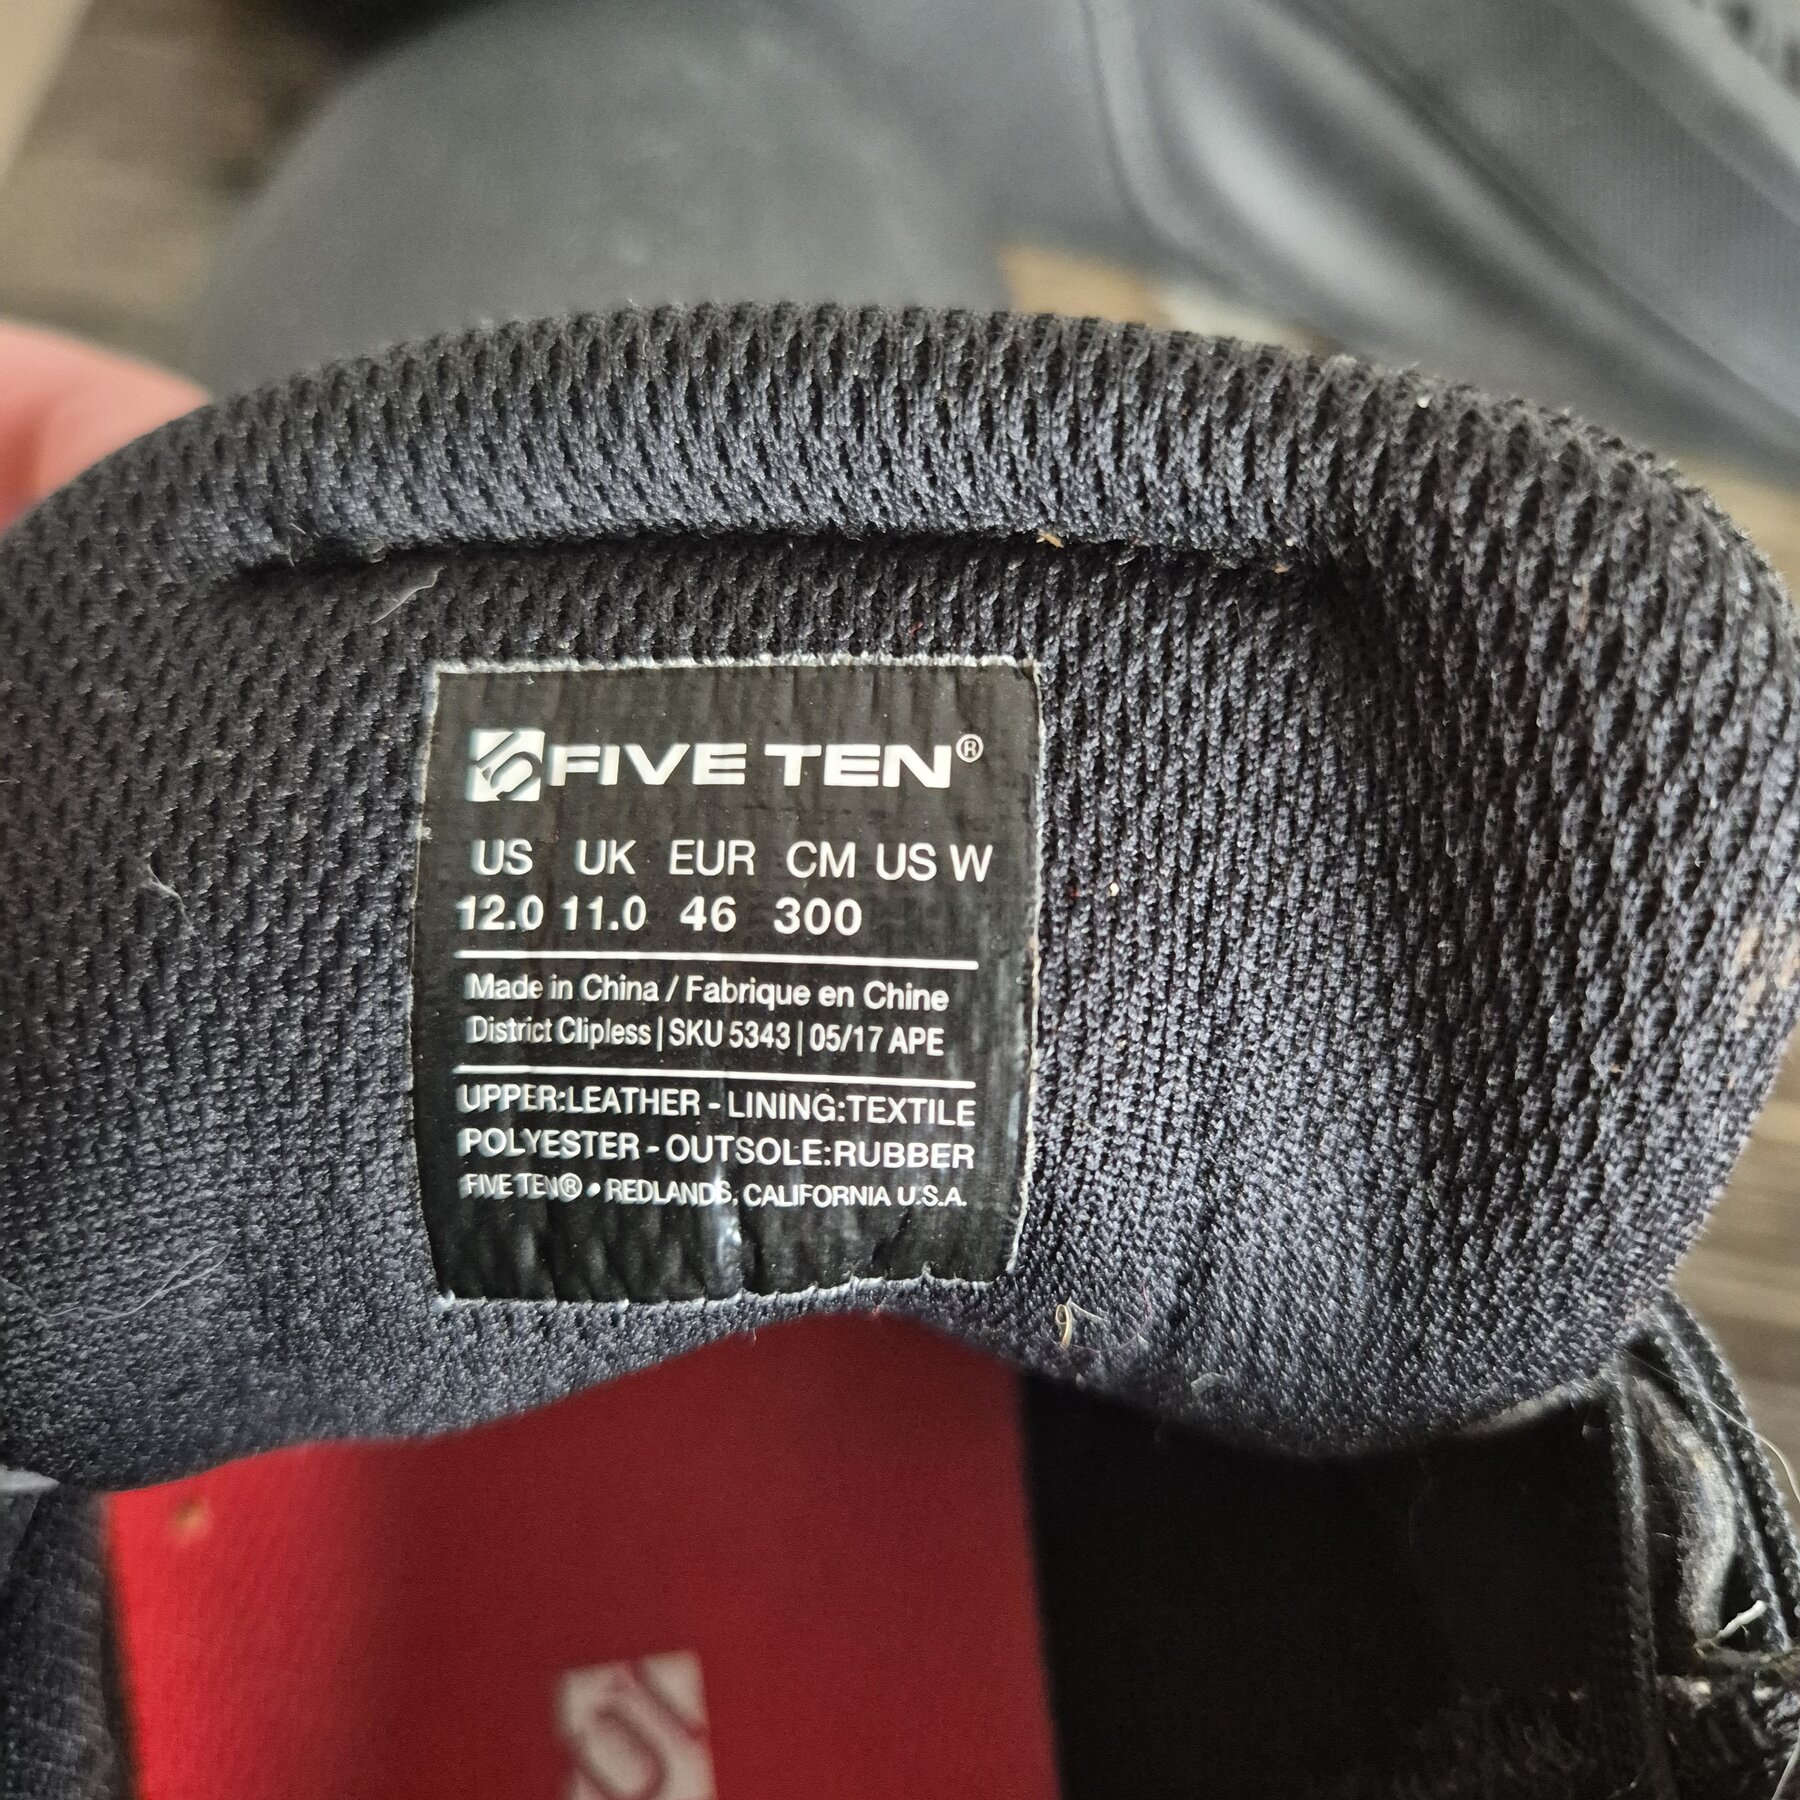 FIVE TEN®
US UK EUR CM US W
12.0 11.0 46 300
Made in China / Fabrique en Chine
District Clipless | SKU 5343 | 05/17 APE
UPPER:LEATHER - LINING:TEXTILE
POLYESTER - OUTSOLE:RUBBER
FIVE TEN® • REDLANDS, CALIFORNIA U.S.A.